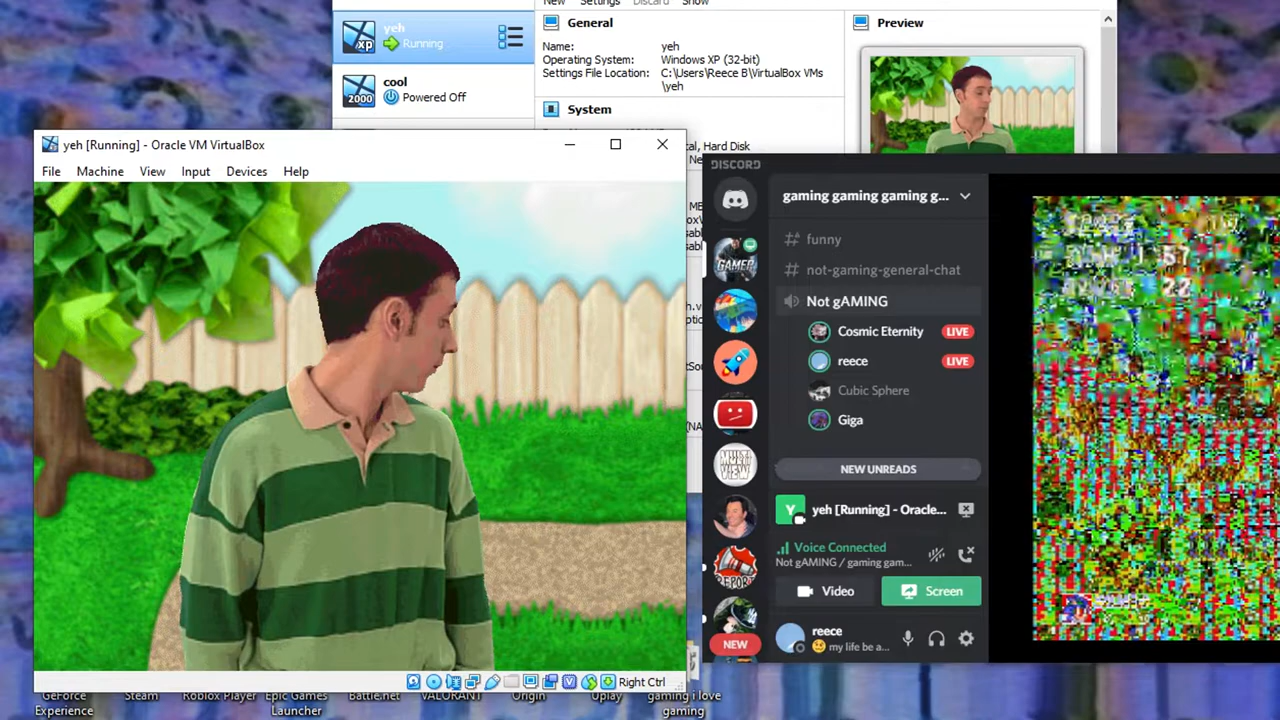 New Settings Discard Show
yeh
Running
xp
cool
Powered Off
2000
General
Name: yeh
Operating System: Windows XP (32-bit)
Settings File Location: C:\Users\Reece B\VirtualBox VMs
\yeh
System
Preview
yeh [Running] - Oracle VM VirtualBox
File Machine View Input Devices Help
Right Ctrl
DISCORD
gaming gaming gaming g...
funny
not-gaming-general-chat
Not gAMING
Cosmic Eternity LIVE
reece LIVE
Cubic Sphere
Giga
NEW UNREADS
yeh [Running] - Oracle...
Voice Connected
Not gAMING / gaming gam...
Video Screen
reece
my life be a...
GAMER
REPORT
NEW
GeForce
Experience
Steam
Roblox Player
Epic Games
Launcher
Battle.net
VALORANT
Origin
Uplay
gaming i love
gaming